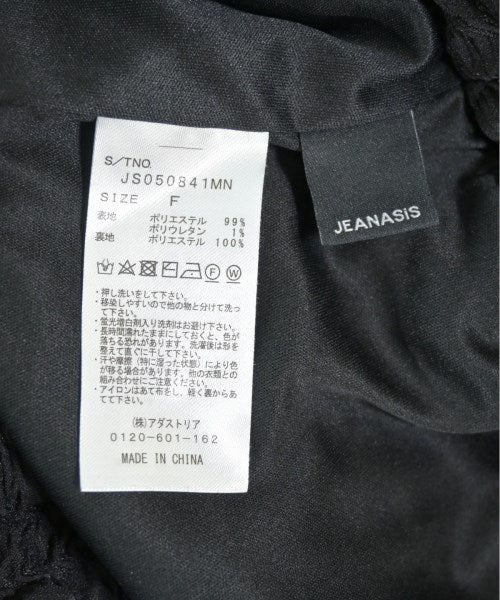 S/TNO.
JS050841MN
SIZE F
表地 ポリエステル 99%
ポリウレタン 1%
裏地 ポリエステル 100%
・押し洗いをして下さい。
・移染しやすいので他の物と分けて洗っ
て下さい。
・蛍光増白剤入り洗剤はお避け下さい。
・長時間濡れたままにしておくと、色が
落ちる恐れがあります。洗濯後は形を
整えて直ぐに干して下さい。
・汗や摩擦（特に湿った状態）により色
が移る場合があります。他の衣類との
組み合わせにご注意ください。
・アイロンはあて布をし、軽く裏からあ
てて下さい。
(株)アダストリア
0120-601-162
MADE IN CHINA
JEANASiS